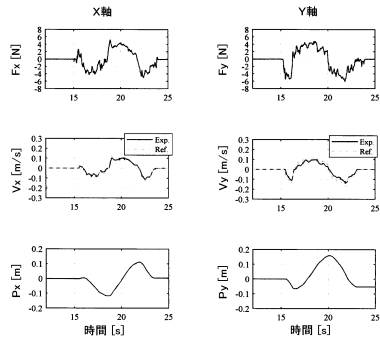 X軸
Y軸
Fx [N]
8
6
4
2
0
-2
-4
-6
-8
15 20 25
Fy [N]
8
6
4
2
0
-2
-4
-6
-8
15 20 25
Vx [m/s]
0.3
0.2
0.1
0
-0.1
-0.2
-0.3
Exp.
Ref.
15 20 25
Vy [m/s]
0.3
0.2
0.1
0
-0.1
-0.2
-0.3
Exp.
Ref.
15 20 25
Px [m]
0.2
0.1
0
-0.1
-0.2
15 20 25
時間 [s]
Py [m]
0.2
0.1
0
-0.1
-0.2
15 20 25
時間 [s]